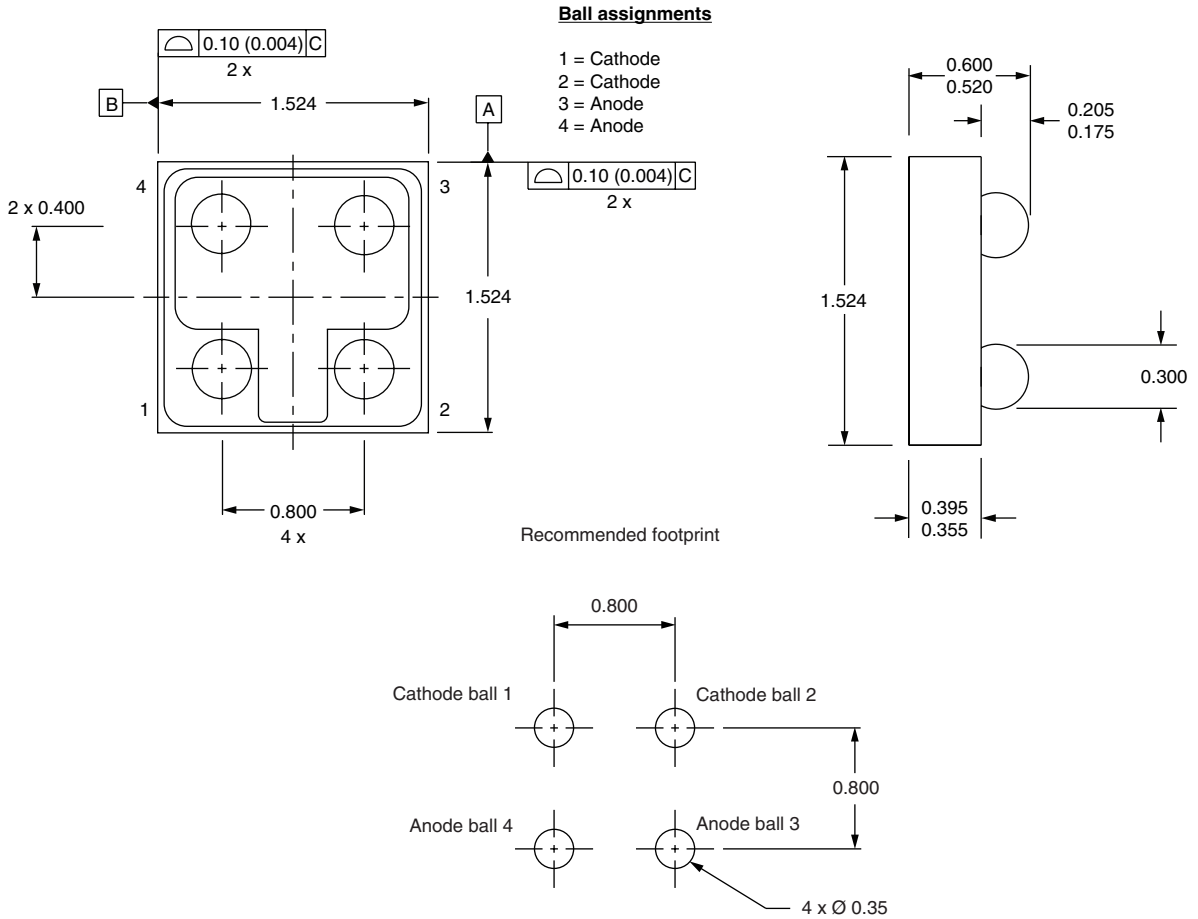 Ball assignments
1 = Cathode
2 = Cathode
3 = Anode
4 = Anode
0.10 (0.004) C
2 x
B
1.524
A
0.10 (0.004) C
2 x
4
3
2 x 0.400
1.524
1
2
0.800
4 x
0.600
0.520
0.205
0.175
1.524
0.300
0.395
0.355
Recommended footprint
0.800
Cathode ball 1
Cathode ball 2
0.800
Anode ball 4
Anode ball 3
4 x Ø 0.35